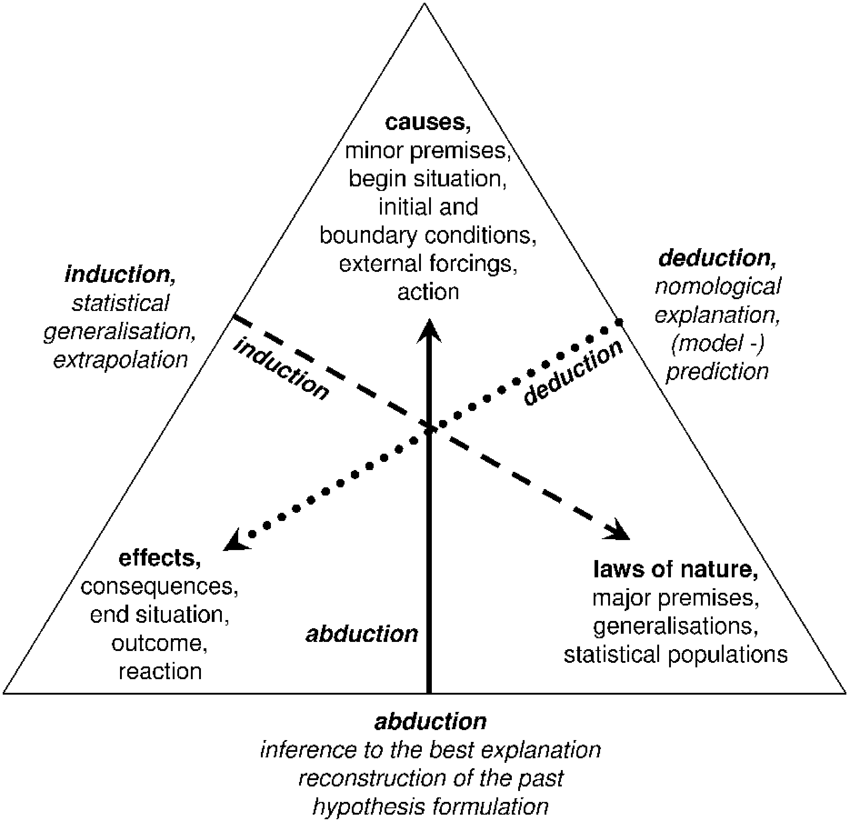 causes,
minor premises,
begin situation,
initial and
boundary conditions,
external forcings,
action
induction,
statistical
generalisation,
extrapolation
deduction,
nomological
explanation,
(model -)
prediction
induction
deduction
effects,
consequences,
end situation,
outcome,
reaction
abduction
laws of nature,
major premises,
generalisations,
statistical populations
abduction
inference to the best explanation
reconstruction of the past
hypothesis formulation